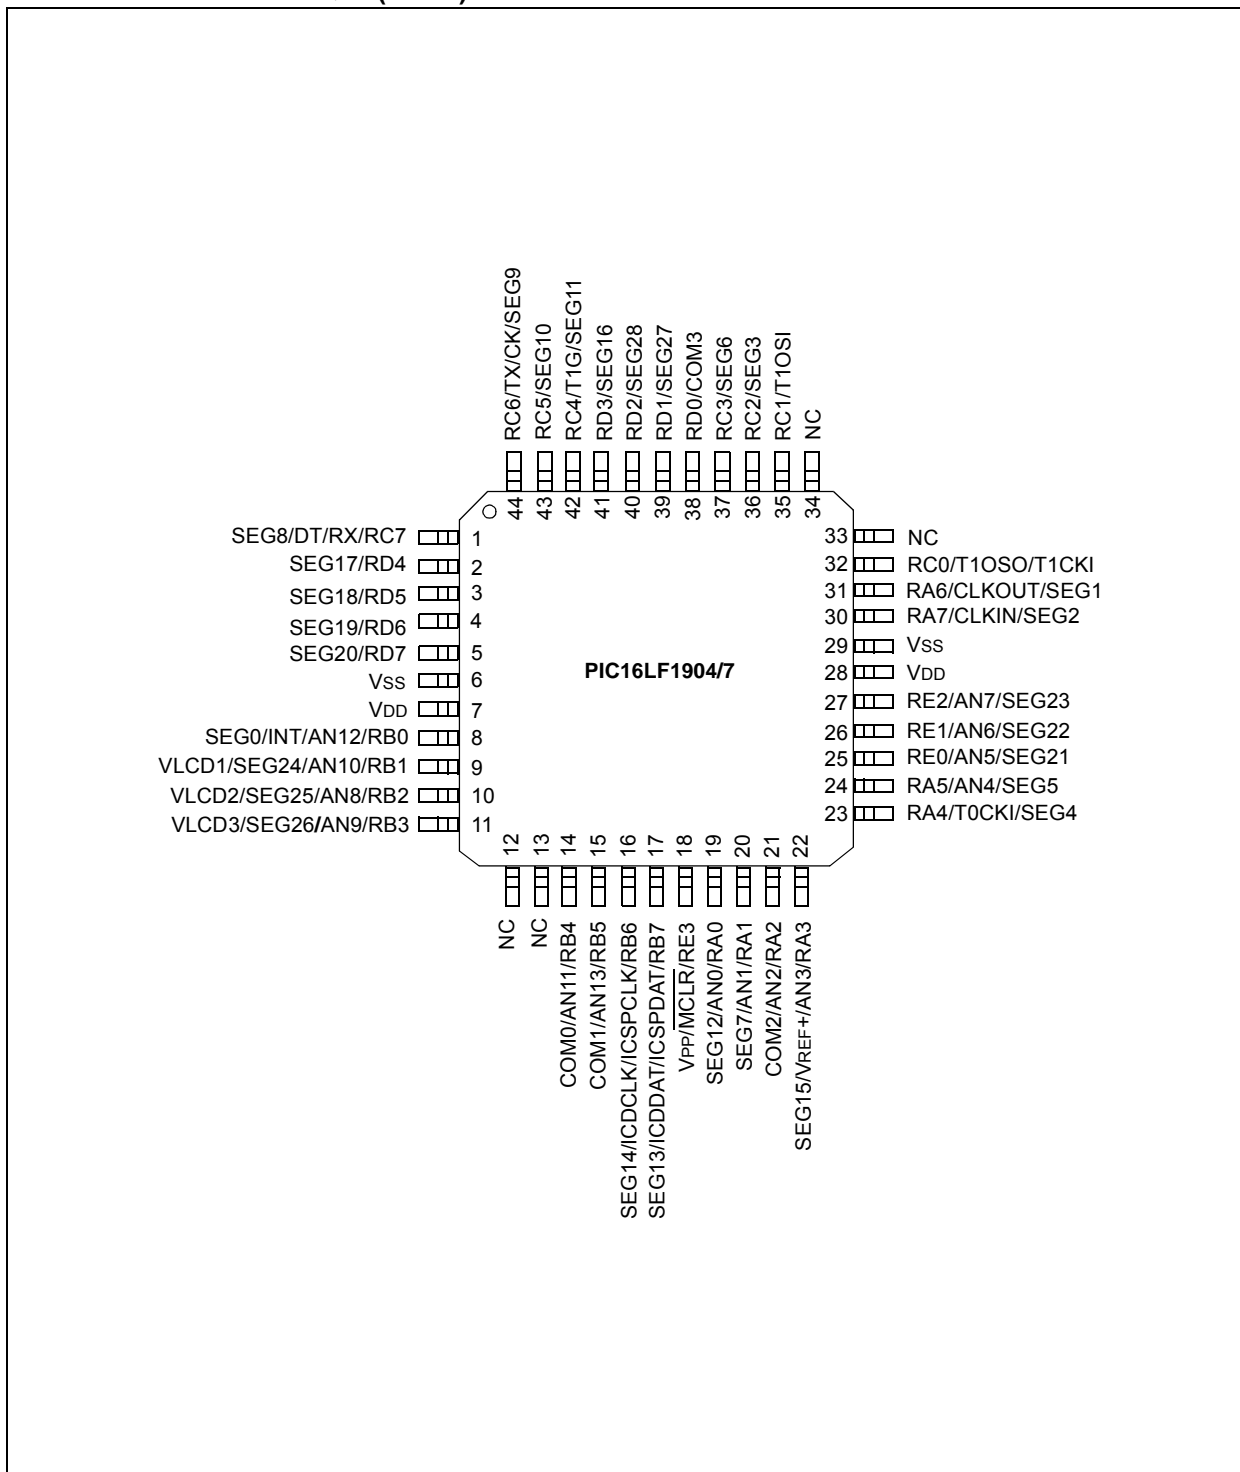 RC6/TX/CK/SEG9
RC5/SEG10
RC4/T1G/SEG11
RD3/SEG16
RD2/SEG28
RD1/SEG27
RD0/COM3
RC3/SEG6
RC2/SEG3
RC1/T1OSI
NC
44
43
42
41
40
39
38
37
36
35
34
SEG8/DT/RX/RC7 1
SEG17/RD4 2
SEG18/RD5 3
SEG19/RD6 4
SEG20/RD7 5
VSS 6
VDD 7
SEG0/INT/AN12/RB0 8
VLCD1/SEG24/AN10/RB1 9
VLCD2/SEG25/AN8/RB2 10
VLCD3/SEG26/AN9/RB3 11
PIC16LF1904/7
33 NC
32 RC0/T1OSO/T1CKI
31 RA6/CLKOUT/SEG1
30 RA7/CLKIN/SEG2
29 VSS
28 VDD
27 RE2/AN7/SEG23
26 RE1/AN6/SEG22
25 RE0/AN5/SEG21
24 RA5/AN4/SEG5
23 RA4/T0CKI/SEG4
12
13
14
15
16
17
18
19
20
21
22
NC
NC
COM0/AN11/RB4
COM1/AN13/RB5
SEG14/ICDCLK/ICSPCLK/RB6
SEG13/ICDDAT/ICSPDAT/RB7
VPP/MCLR/RE3
SEG12/AN0/RA0
SEG7/AN1/RA1
COM2/AN2/RA2
SEG15/VREF+/AN3/RA3